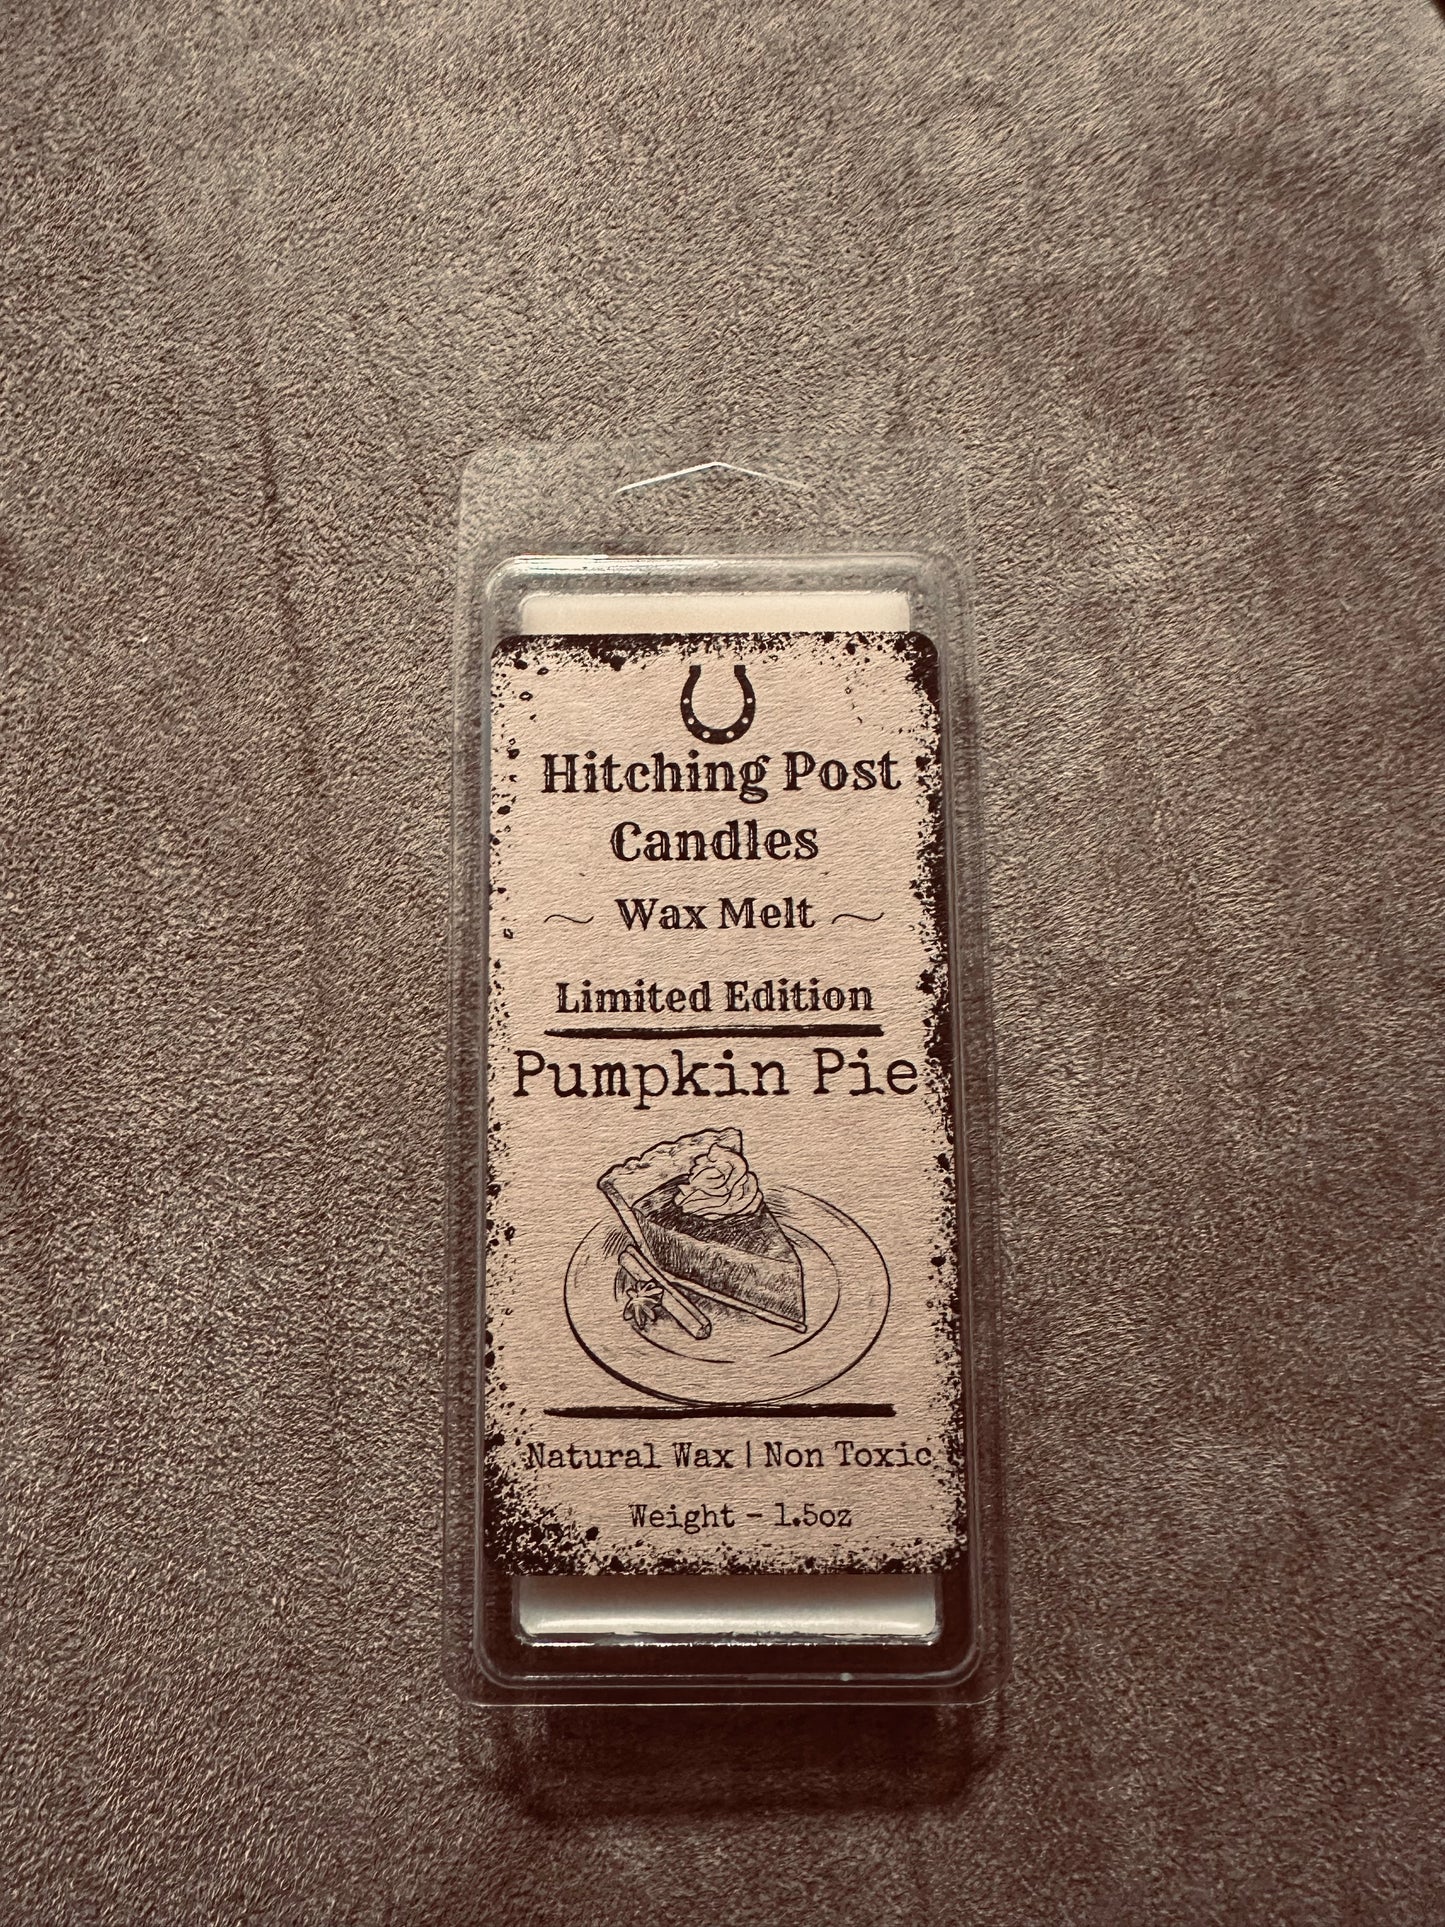 Hitching Post
Candles
~ Wax Melt ~
Limited Edition
Pumpkin Pie
Natural Wax | Non Toxic
Weight - 1.5oz